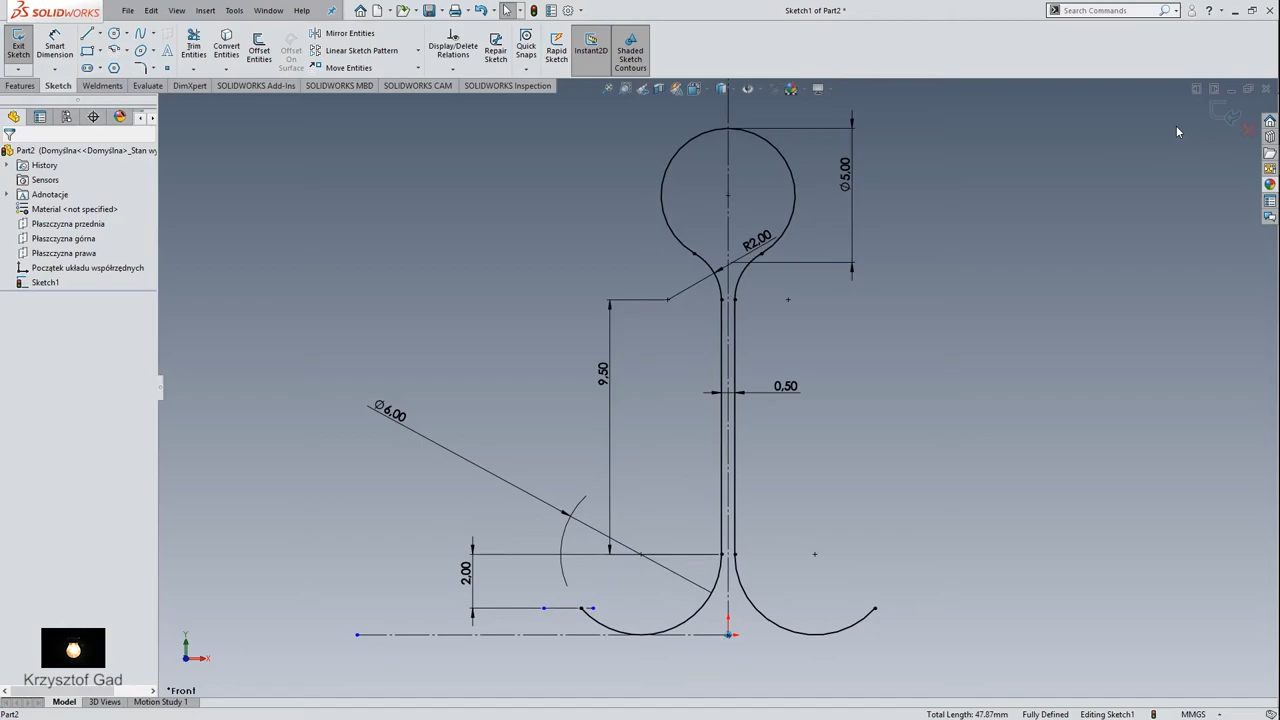 SOLIDWORKS
File Edit View Insert Tools Window Help
Sketch1 of Part2 *
Search Commands
Exit Sketch
Smart Dimension
Trim Entities
Convert Entities
Offset Entities
Offset On Surface
Mirror Entities
Linear Sketch Pattern
Move Entities
Display/Delete Relations
Repair Sketch
Quick Snaps
Rapid Sketch
Instant2D
Shaded Sketch Contours
Features Sketch Weldments Evaluate DimXpert SOLIDWORKS Add-Ins SOLIDWORKS MBD SOLIDWORKS CAM SOLIDWORKS Inspection
Part2 (Domyślna<<Domyślna>_Stan wy
History
Sensors
Adnotacje
Material <not specified>
Płaszczyzna przednia
Płaszczyzna górna
Płaszczyzna prawa
Początek układu współrzędnych
Sketch1
∅5,00
R2,00
9,50
0,50
∅6,00
2,00
Y
X
Krzysztof Gad
*Front
Model 3D Views Motion Study 1
Part2
Total Length: 47.87mm Fully Defined Editing Sketch1 MMGS